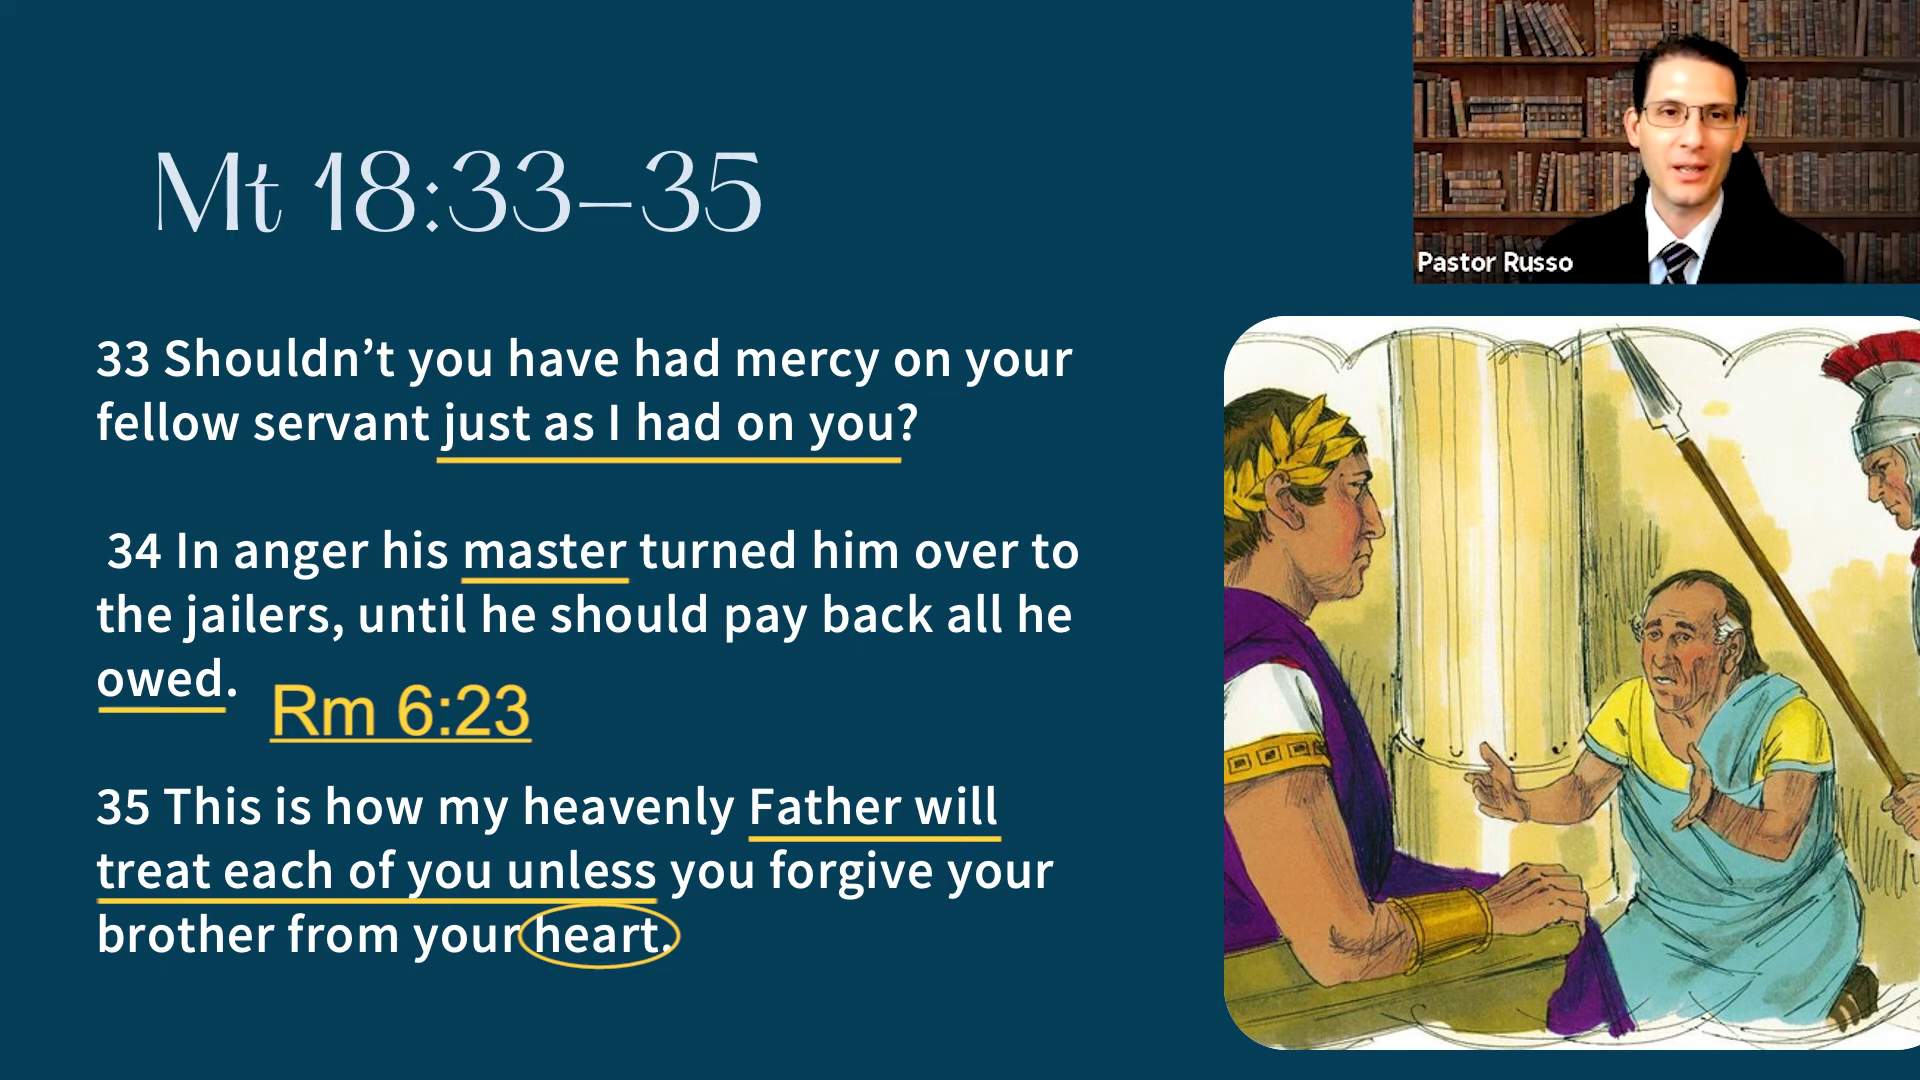 Mt 18:33–35
Pastor Russo
33 Shouldn’t you have had mercy on your
fellow servant just as I had on you?
34 In anger his master turned him over to
the jailers, until he should pay back all he
owed.
Rm 6:23
35 This is how my heavenly Father will
treat each of you unless you forgive your
brother from your heart.